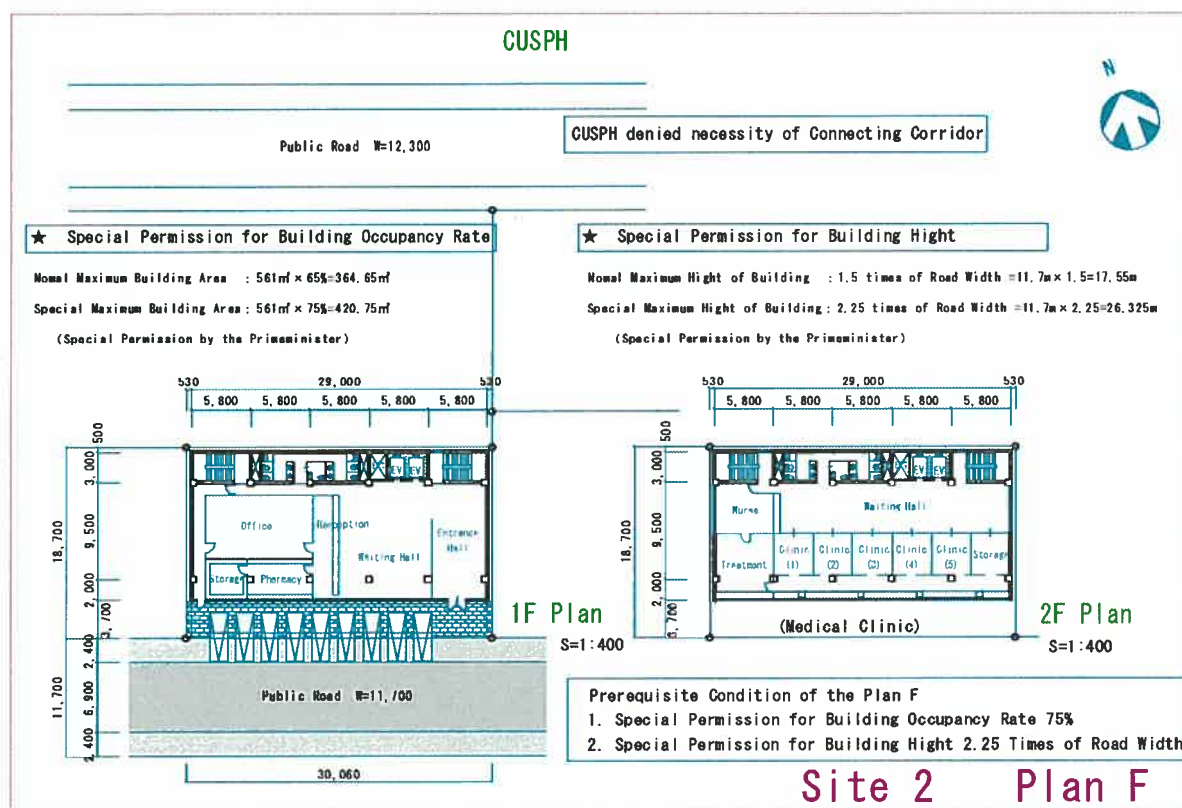 CUSPH
N
CUSPH denied necessity of Connecting Corridor
Public Road W=12,300
★ Special Permission for Building Occupancy Rate
Nomal Maximum Building Area : 561㎡ × 65%=364.65㎡
Special Maximum Building Area : 561㎡ × 75%=420.75㎡
(Special Permission by the Primeminister)
★ Special Permission for Building Hight
Nomal Maximum Hight of Building : 1.5 times of Road Width =11.7m × 1.5=17.55m
Special Maximum Hight of Building : 2.25 times of Road Width =11.7m × 2.25=26.325m
(Special Permission by the Primeminister)
530 29,000 530
5,800 5,800 5,800 5,800 5,800
500
3,000
9,500
18,700
2,000
3,700
2,400
11,700
6,900
2,400
EV EV
Office
Reception
Waiting Hall
Entrance Hall
Storage
Pharmacy
1F Plan
S=1:400
Public Road W=11,700
30,060
530 29,000 530
5,800 5,800 5,800 5,800 5,800
500
3,000
9,500
18,700
2,000
3,700
EV EV
Nurse
Waiting Hall
Treatment
Clinic (1)
Clinic (2)
Clinic (3)
Clinic (4)
Clinic (5)
Storage
(Medical Clinic)
2F Plan
S=1:400
Prerequisite Condition of the Plan F
1. Special Permission for Building Occupancy Rate 75%
2. Special Permission for Building Hight 2.25 Times of Road Width
Site 2 Plan F